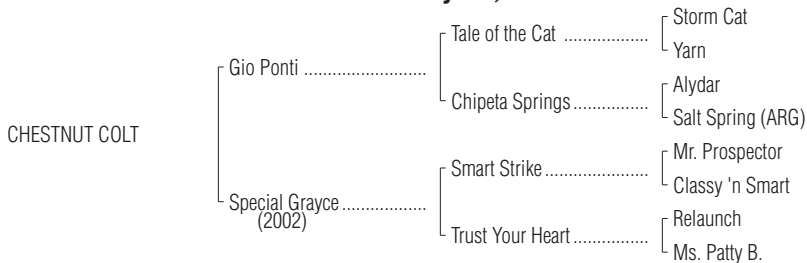 Storm Cat
Tale of the Cat ...................
Yarn
Gio Ponti ...........................
Alydar
Chipeta Springs.................
Salt Spring (ARG)
CHESTNUT COLT
Mr. Prospector
Smart Strike.......................
Classy 'n Smart
Special Grayce...................
(2002)
Relaunch
Trust Your Heart ................
Ms. Patty B.